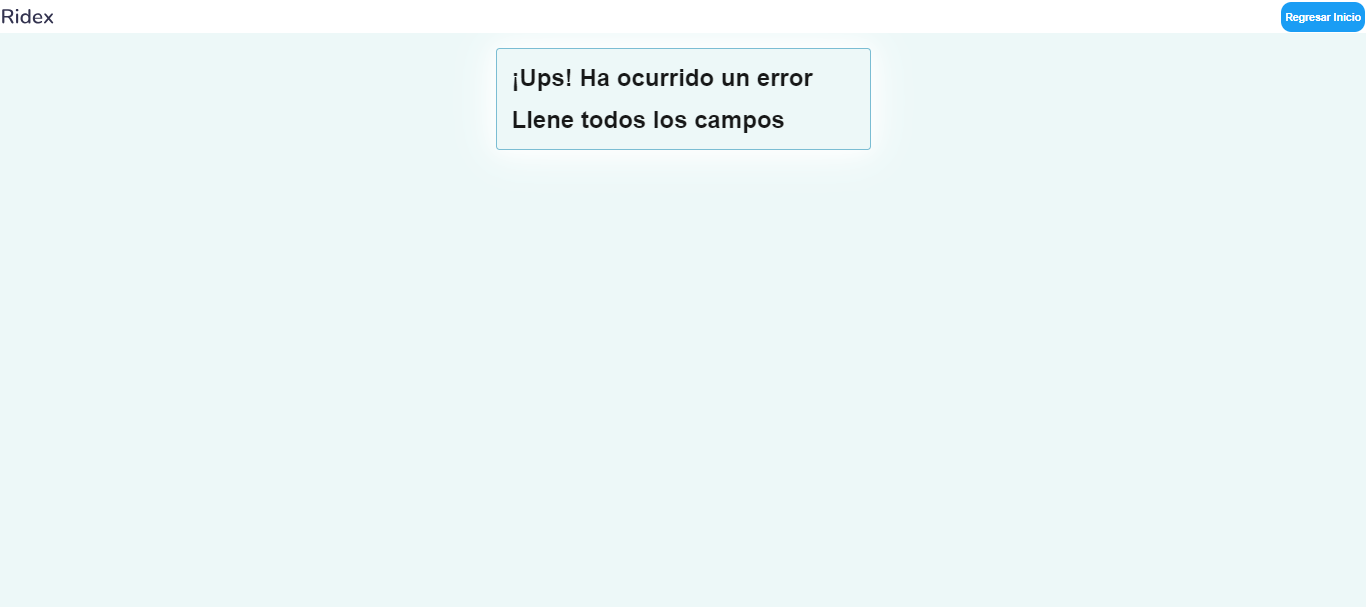 Ridex
Regresar Inicio
¡Ups! Ha ocurrido un error
Llene todos los campos